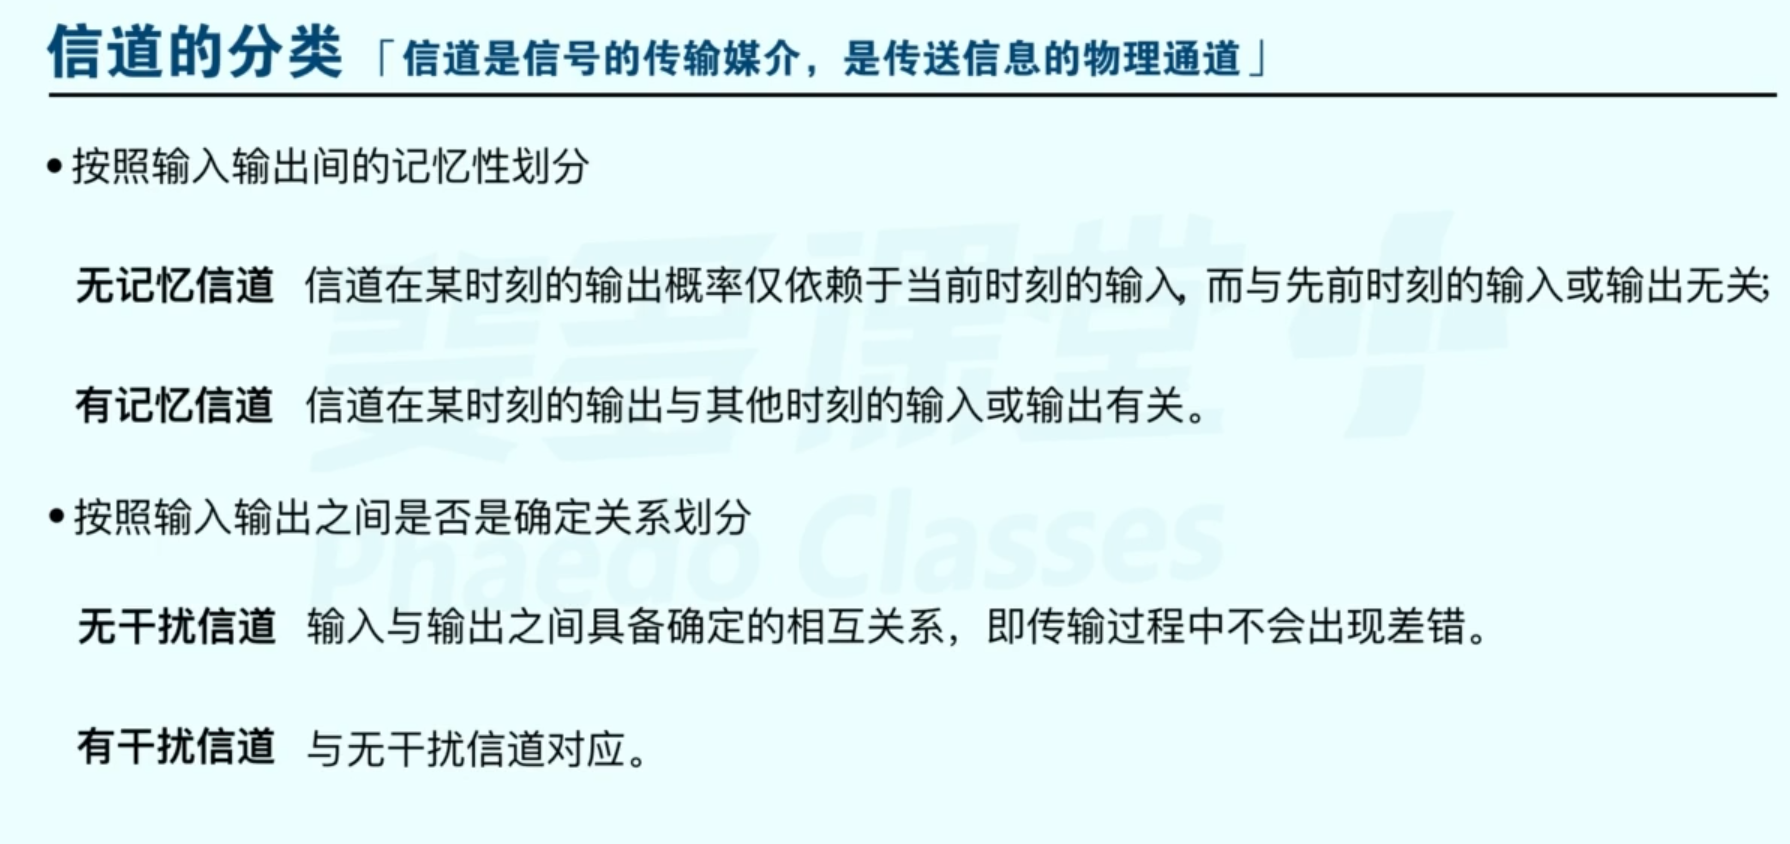 信道的分类「信道是信号的传输媒介，是传送信息的物理通道」
•按照输入输出间的记忆性划分
无记忆信道 信道在某时刻的输出概率仅依赖于当前时刻的输入，而与先前时刻的输入或输出无关；
有记忆信道 信道在某时刻的输出与其他时刻的输入或输出有关。
•按照输入输出之间是否是确定关系划分
无干扰信道 输入与输出之间具备确定的相互关系，即传输过程中不会出现差错。
有干扰信道 与无干扰信道对应。
斐多课堂
Phaedo Classes